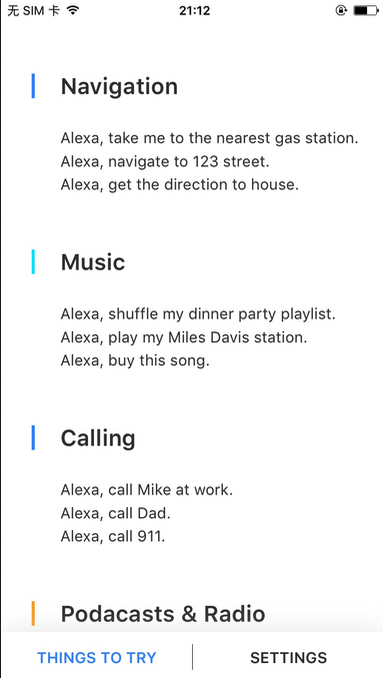 无 SIM 卡
21:12
Navigation
Alexa, take me to the nearest gas station.
Alexa, navigate to 123 street.
Alexa, get the direction to house.
Music
Alexa, shuffle my dinner party playlist.
Alexa, play my Miles Davis station.
Alexa, buy this song.
Calling
Alexa, call Mike at work.
Alexa, call Dad.
Alexa, call 911.
Podacasts & Radio
THINGS TO TRY
SETTINGS